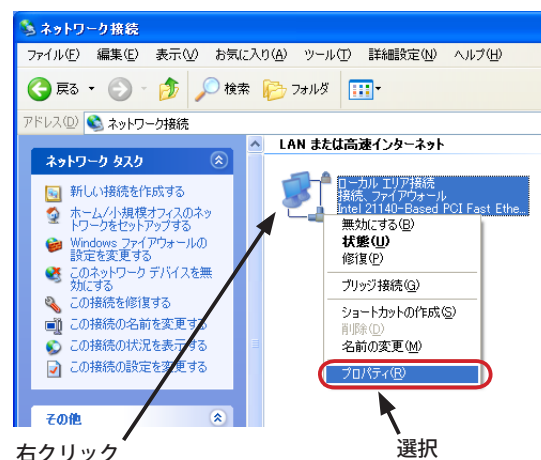 ネットワーク接続
ファイル(F) 編集(E) 表示(V) お気に入り(A) ツール(T) 詳細設定(N) ヘルプ(H)
戻る 検索 フォルダ
アドレス(D) ネットワーク接続
ネットワーク タスク
新しい接続を作成する
ホーム/小規模オフィスのネッ
トワークをセットアップする
Windows ファイアウォールの
設定を変更する
このネットワーク デバイスを無
効にする
この接続を修復する
この接続の名前を変更する
この接続の状況を表示する
この接続の設定を変更する
その他
LAN または高速インターネット
ローカル エリア接続
接続、ファイアウォール
Intel 21140-Based PCI Fast Ethe...
無効にする(B)
状態(U)
修復(P)
ブリッジ接続(G)
ショートカットの作成(S)
削除(D)
名前の変更(M)
プロパティ(R)
右クリック
選択